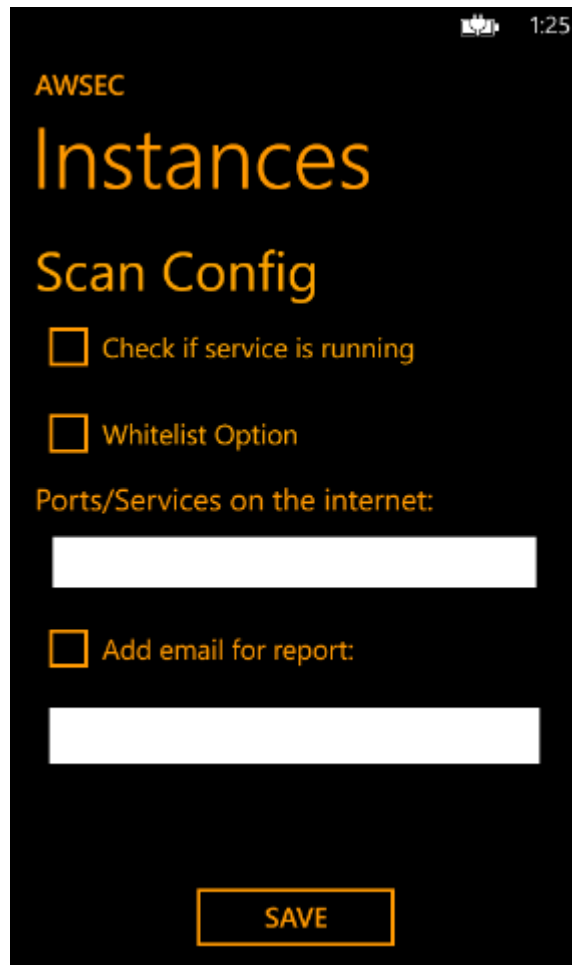 1:25
AWSEC
Instances
Scan Config
Check if service is running
Whitelist Option
Ports/Services on the internet:
Add email for report:
SAVE